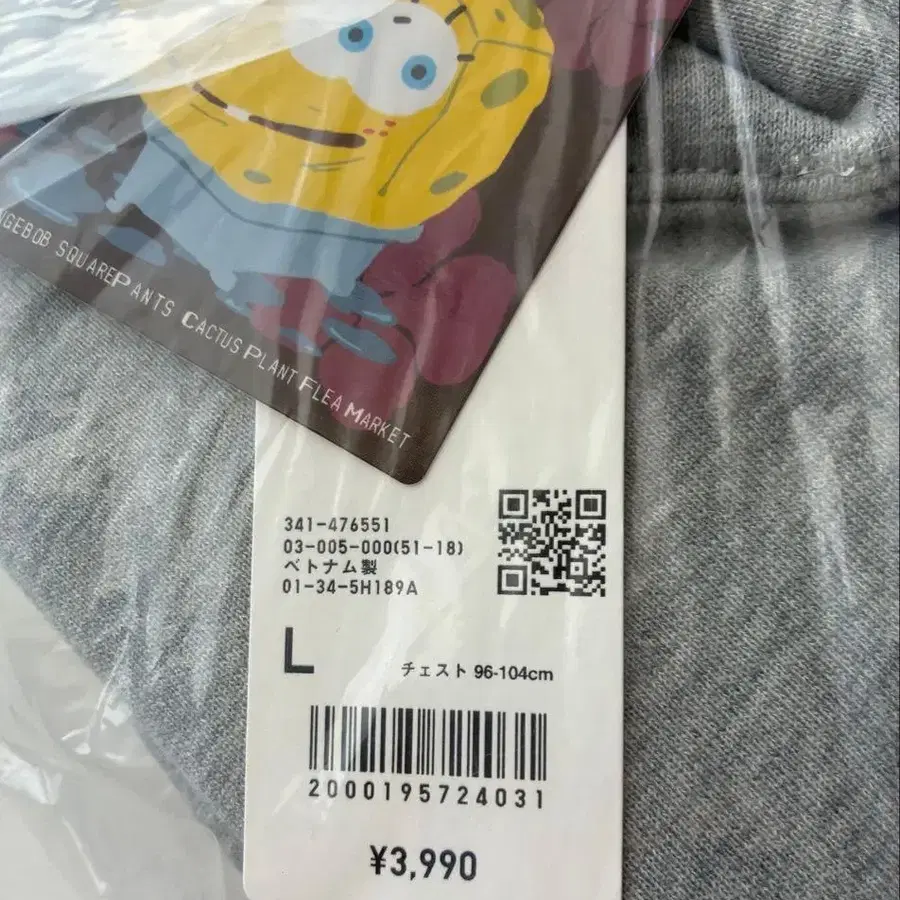 NGEBOB SQUAREPANTS CACTUS PLANT FLEA MARKET
341-476551
03-005-000(51-18)
ベトナム製
01-34-5H189A
L
チェスト 96-104cm
2000195724031
¥3,990